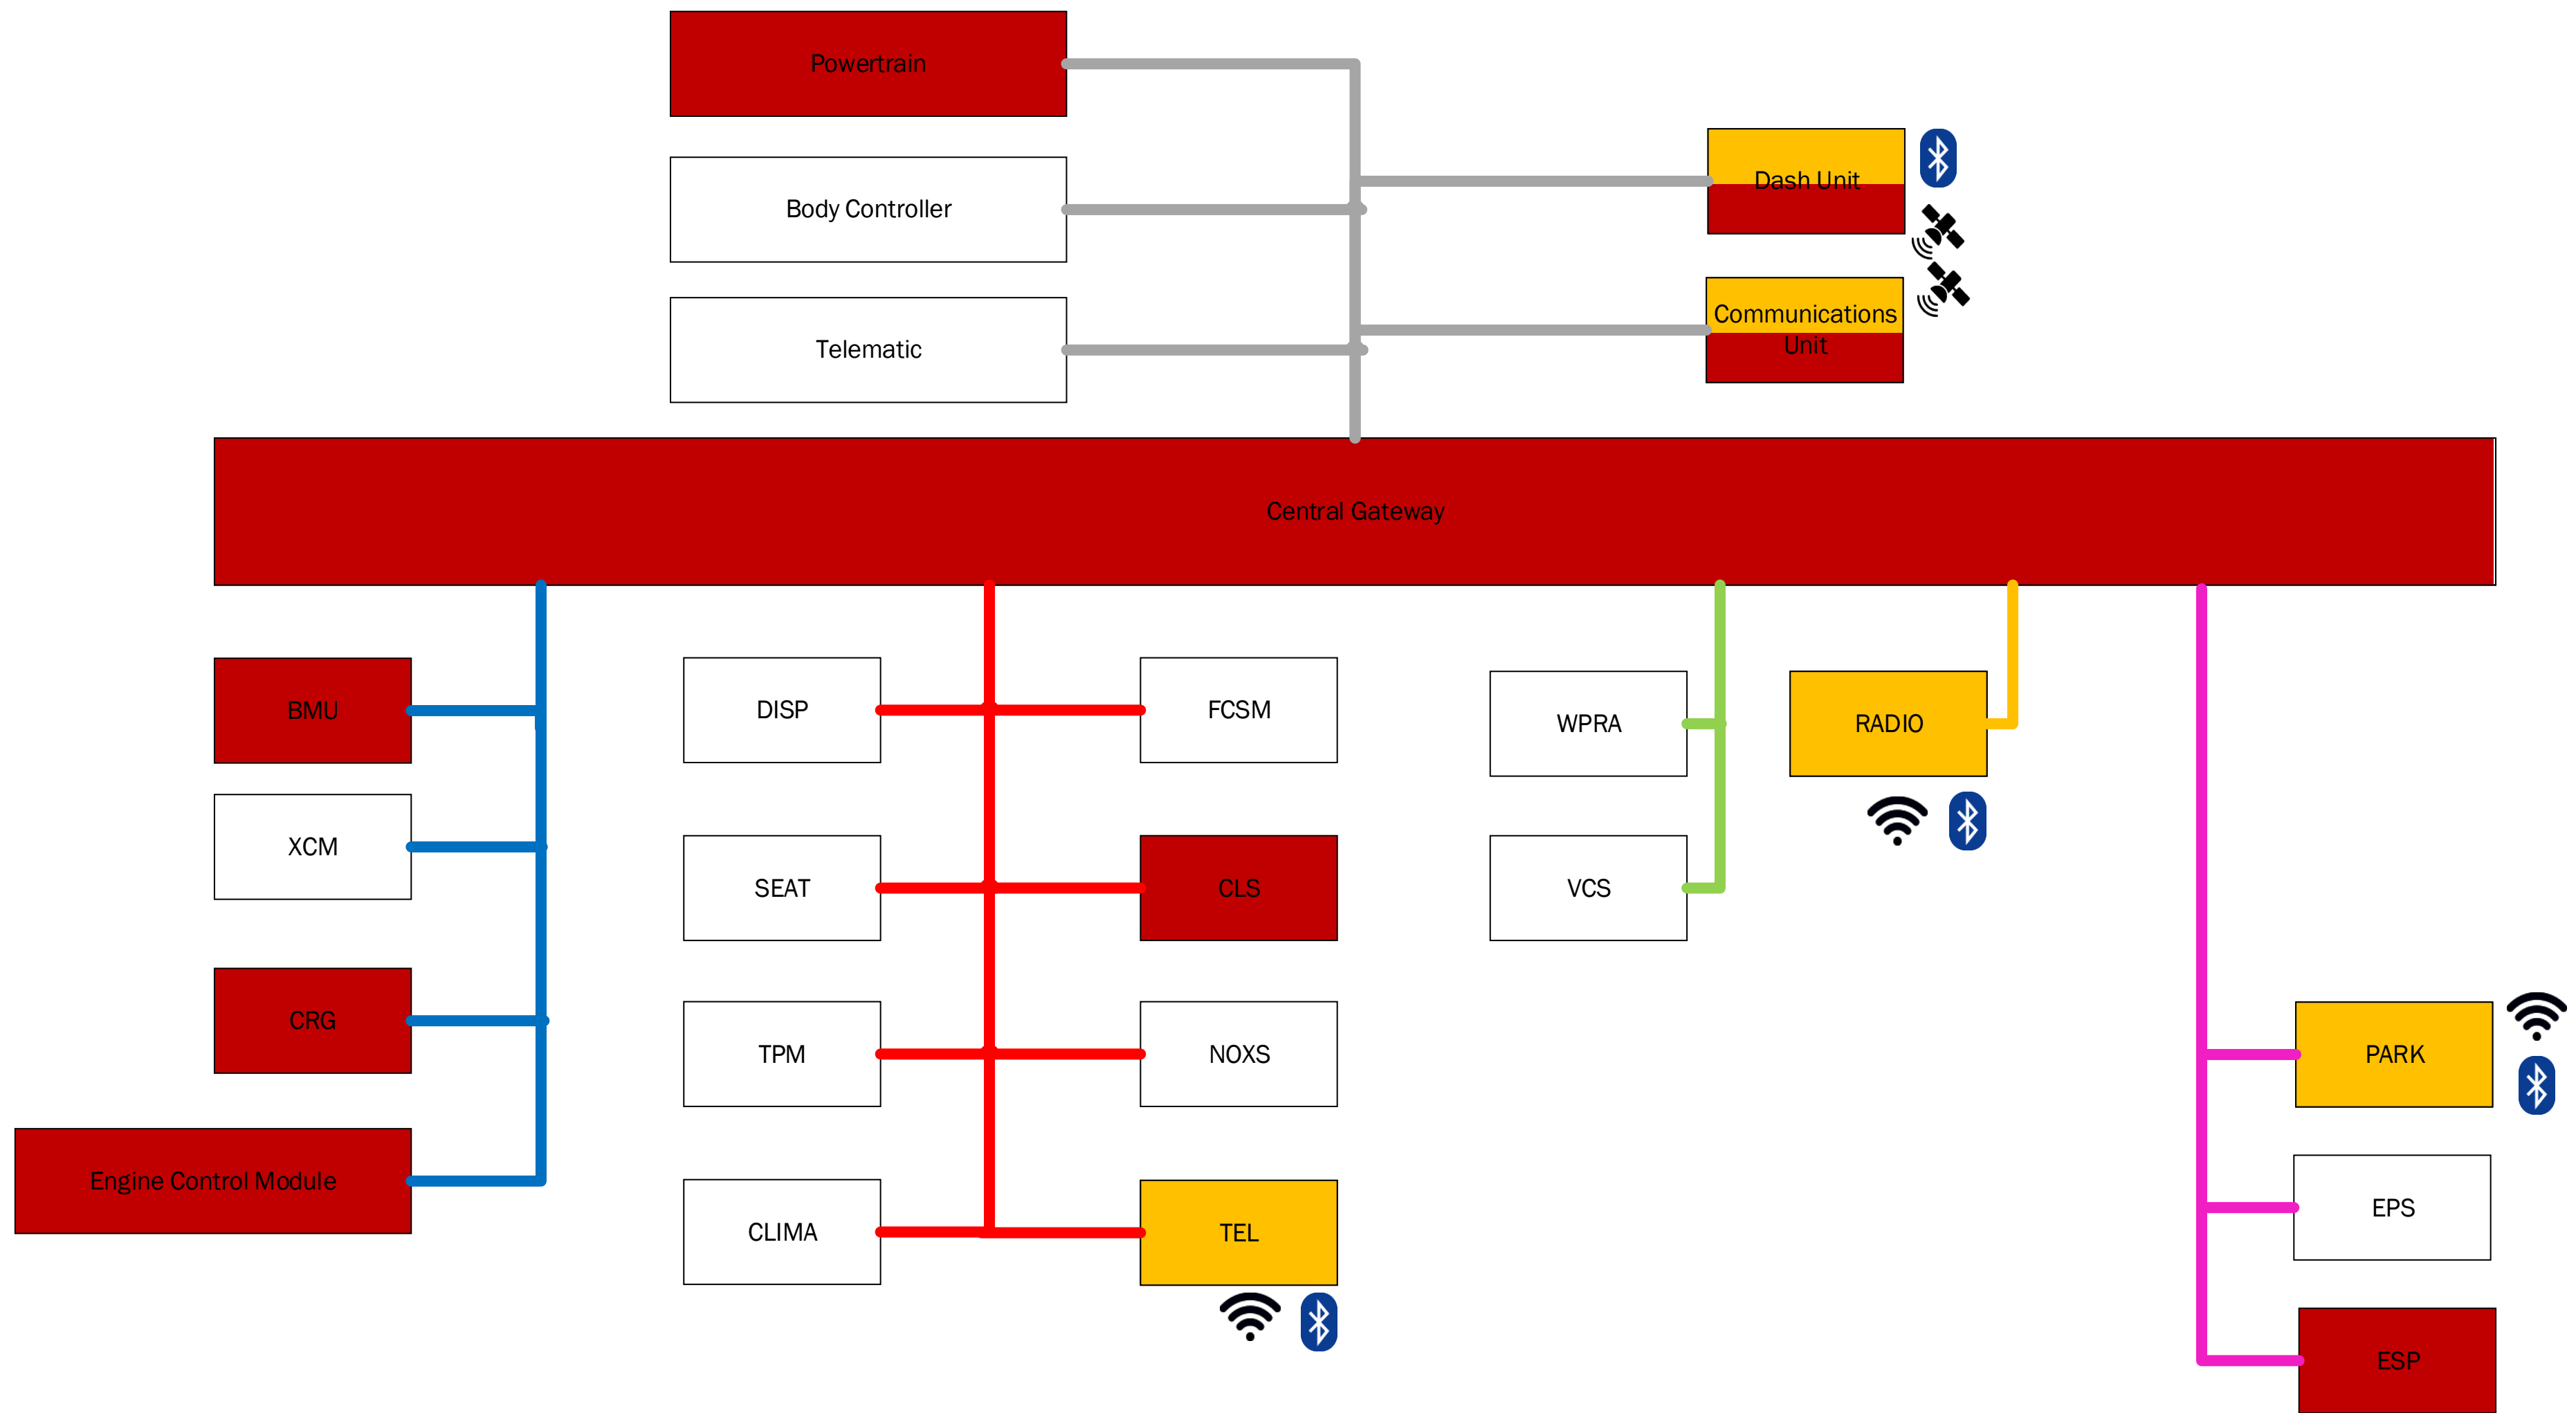 Powertrain
Dash Unit
Body Controller
Communications
Unit
Telematic
Central Gateway
BMU
DISP
FCSM
WPRA
RADIO
XCM
SEAT
CLS
VCS
CRG
TPM
NOXS
PARK
Engine Control Module
CLIMA
TEL
EPS
ESP